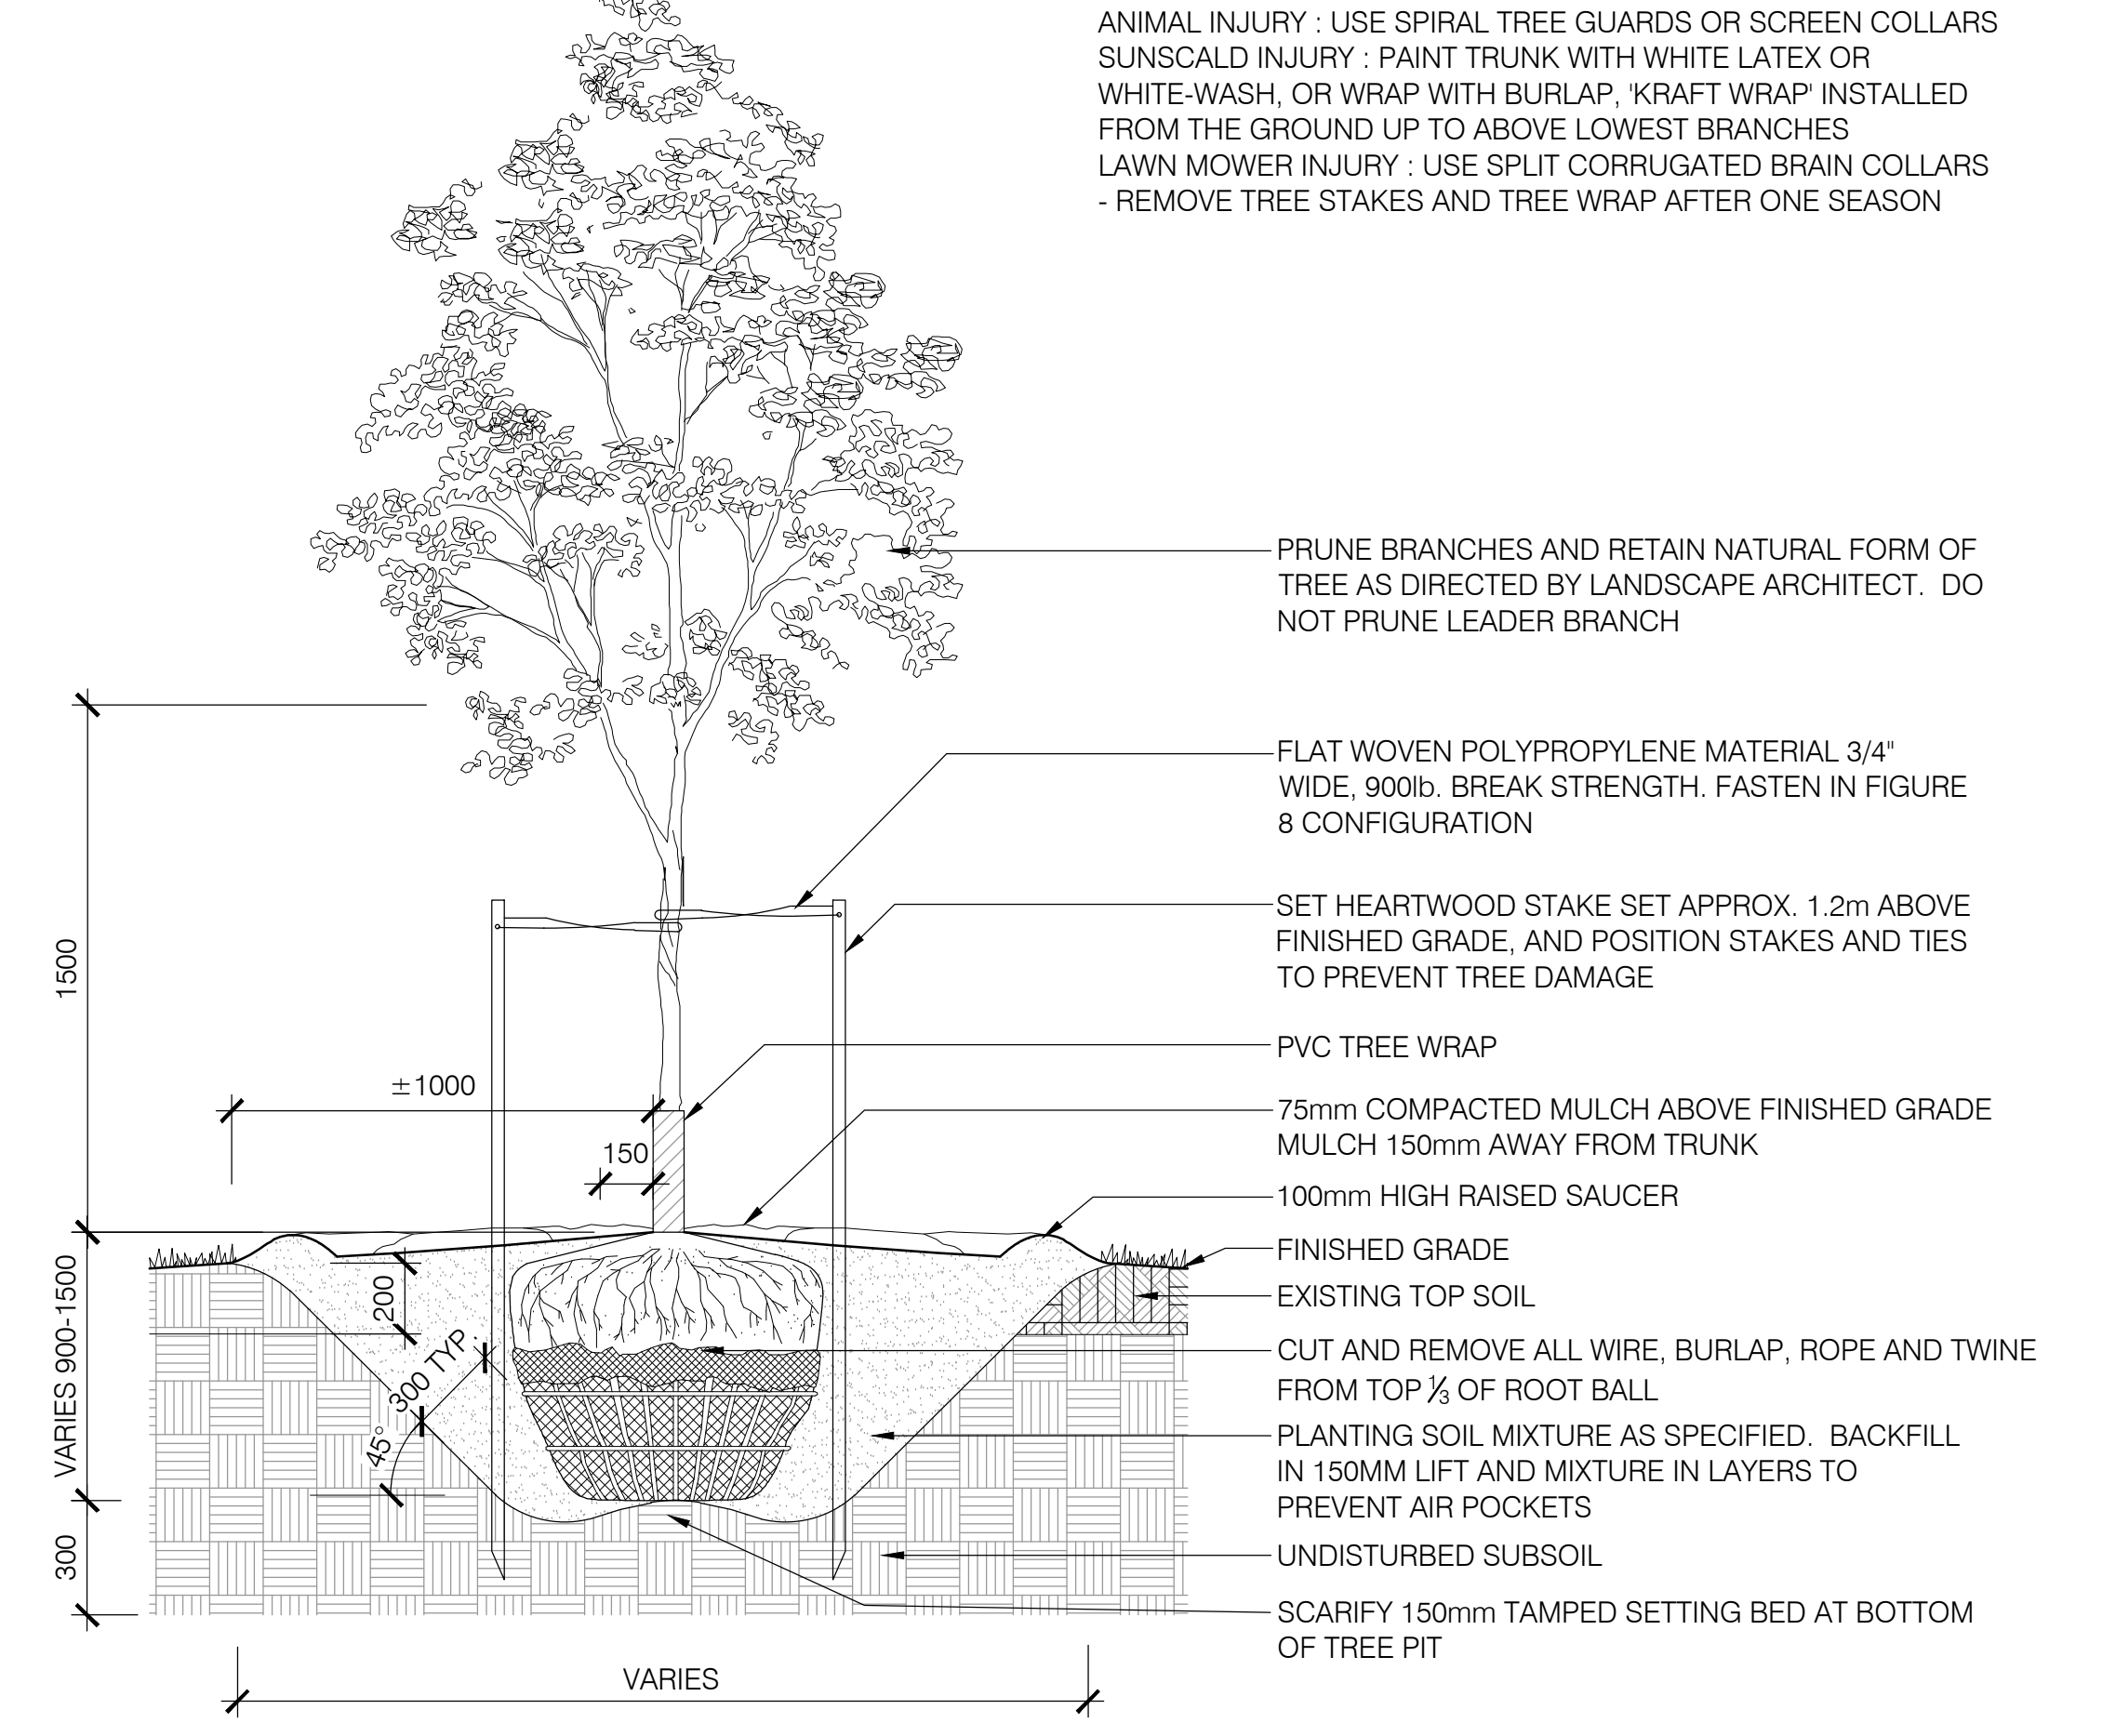 ANIMAL INJURY : USE SPIRAL TREE GUARDS OR SCREEN COLLARS
SUNSCALD INJURY : PAINT TRUNK WITH WHITE LATEX OR
WHITE-WASH, OR WRAP WITH BURLAP, 'KRAFT WRAP' INSTALLED
FROM THE GROUND UP TO ABOVE LOWEST BRANCHES
LAWN MOWER INJURY : USE SPLIT CORRUGATED BRAIN COLLARS
- REMOVE TREE STAKES AND TREE WRAP AFTER ONE SEASON
PRUNE BRANCHES AND RETAIN NATURAL FORM OF
TREE AS DIRECTED BY LANDSCAPE ARCHITECT.  DO
NOT PRUNE LEADER BRANCH
FLAT WOVEN POLYPROPYLENE MATERIAL 3/4"
WIDE, 900lb. BREAK STRENGTH. FASTEN IN FIGURE
8 CONFIGURATION
SET HEARTWOOD STAKE SET APPROX. 1.2m ABOVE
FINISHED GRADE, AND POSITION STAKES AND TIES
TO PREVENT TREE DAMAGE
PVC TREE WRAP
75mm COMPACTED MULCH ABOVE FINISHED GRADE
MULCH 150mm AWAY FROM TRUNK
100mm HIGH RAISED SAUCER
FINISHED GRADE
EXISTING TOP SOIL
CUT AND REMOVE ALL WIRE, BURLAP, ROPE AND TWINE
FROM TOP 1/3 OF ROOT BALL
PLANTING SOIL MIXTURE AS SPECIFIED.  BACKFILL
IN 150MM LIFT AND MIXTURE IN LAYERS TO
PREVENT AIR POCKETS
UNDISTURBED SUBSOIL
SCARIFY 150mm TAMPED SETTING BED AT BOTTOM
OF TREE PIT
1500
±1000
150
VARIES 900-1500
200
300 TYP.
45°
300
VARIES